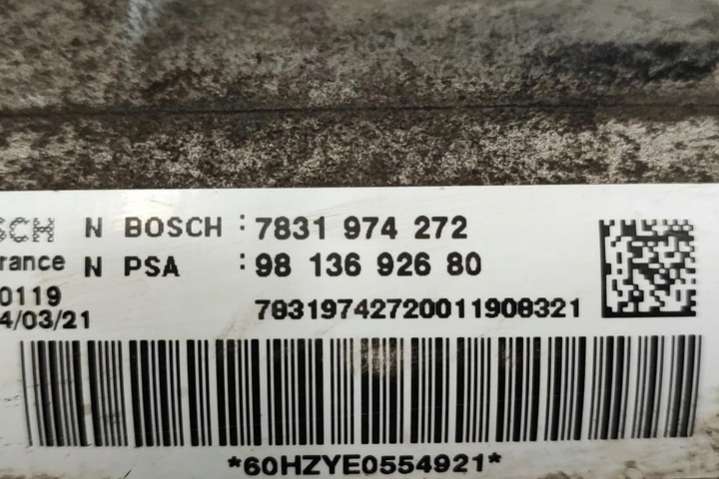 SCH N BOSCH : 7831 974 272
rance N PSA : 98 136 926 80
0119
4/03/21 78319742720011908321
*60HZYE0554921*